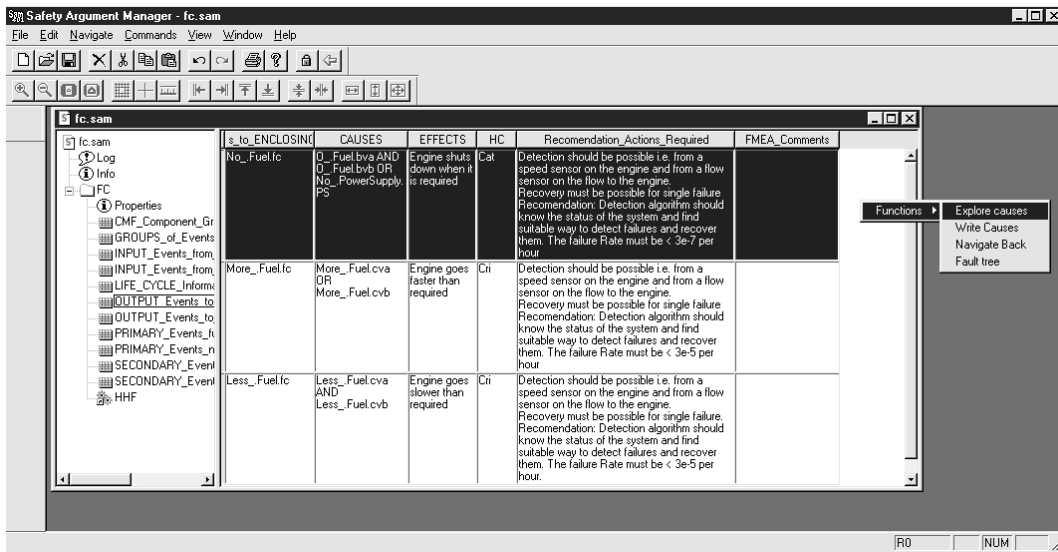 Safety Argument Manager - fc.sam
File Edit Navigate Commands View Window Help
fc.sam
fc.sam
Log
Info
FC
Properties
CMF_Component_Gr
GROUPS_of_Events
INPUT_Events_from_
INPUT_Events_from_
LIFE_CYCLE_Informa
OUTPUT_Events_to
OUTPUT_Events_to_
PRIMARY_Events_fu
PRIMARY_Events_n
SECONDARY_Event
SECONDARY_Event
HHF
s_to_ENCLOSING CAUSES EFFECTS HC Recomendation_Actions_Required FMEA_Comments
No_.Fuel.fc
O_.Fuel.bva AND
O_.Fuel.bvb OR
No_.PowerSupply.
PS
Engine shuts
down when it
is required
Cat
Detection should be possible i.e. from a
speed sensor on the engine and from a flow
sensor on the flow to the engine.
Recovery must be possible for single failure
Recomendation: Detection algorithm should
know the status of the system and find
suitable way to detect failures and recover
them. The failure Rate must be < 3e-7 per
hour
More_.Fuel.fc
More_.Fuel.cva
OR
More_.Fuel.cvb
Engine goes
faster than
required
Cri
Detection should be possible i.e. from a
speed sensor on the engine and from a flow
sensor on the flow to the engine.
Recovery must be possible for single failure
Recomendation: Detection algorithm should
know the status of the system and find
suitable way to detect failures and recover
them. The failure Rate must be < 3e-5 per
hour
Less_.Fuel.fc
Less_.Fuel.cva
AND
Less_.Fuel.cvb
Engine goes
slower than
required
Cri
Detection should be possible i.e. from a
speed sensor on the engine and from a flow
sensor on the flow to the engine.
Recovery must be possible for single failure.
Recomendation: Detection algorithm should
know the status of the system and find
suitable way to detect failures and recover
them. The failure Rate must be < 3e-5 per
hour.
Functions
Explore causes
Write Causes
Navigate Back
Fault tree
R0 NUM